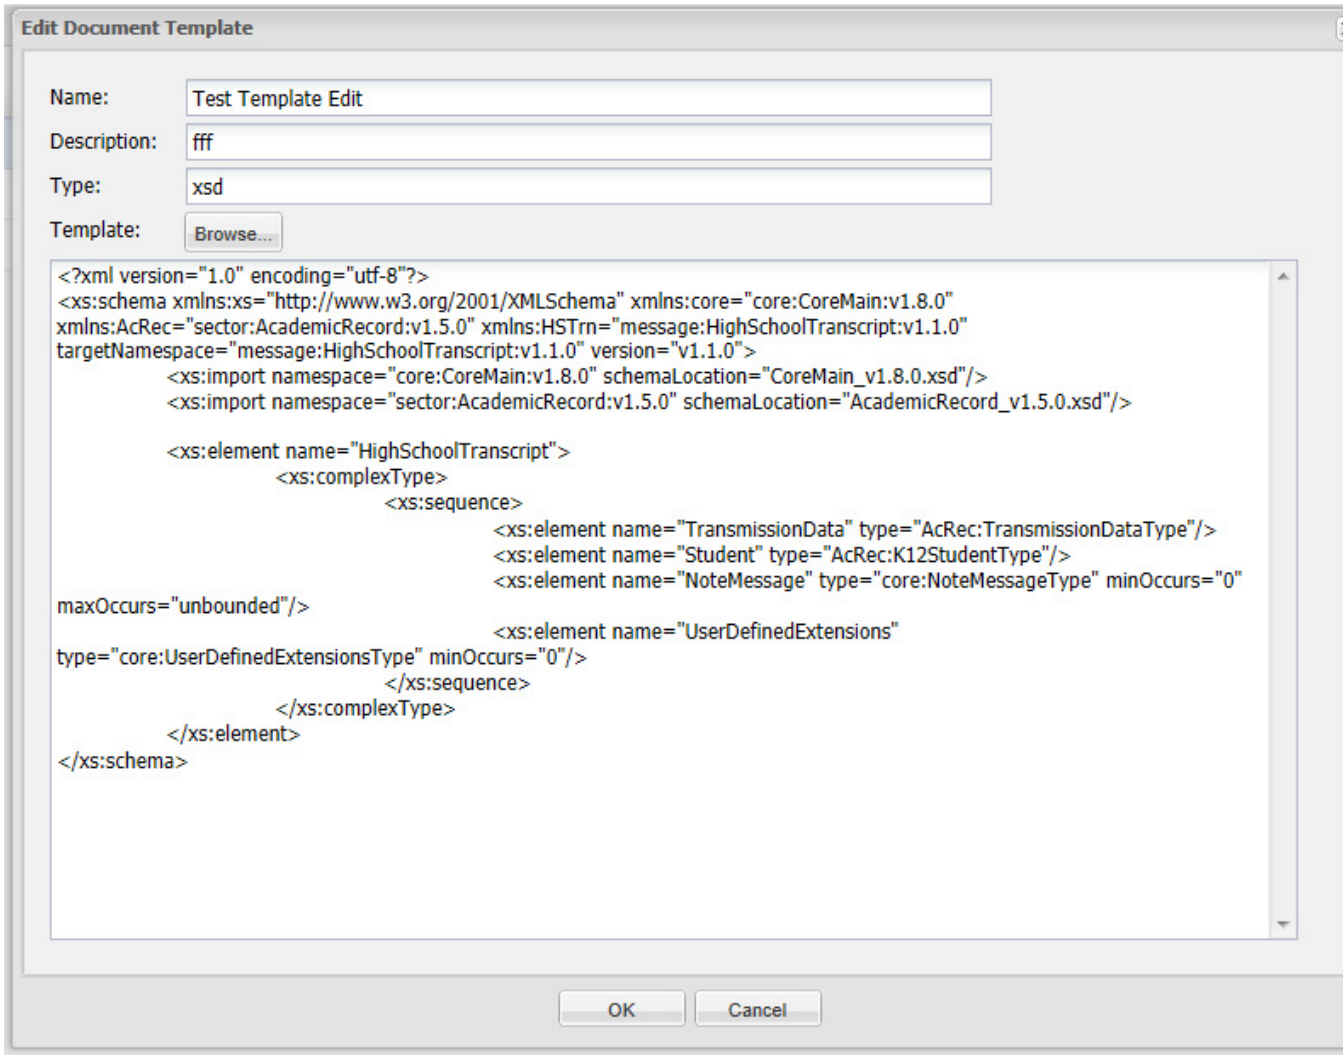 Edit Document Template
Name: Test Template Edit
Description: fff
Type: xsd
Template: Browse...
<?xml version="1.0" encoding="utf-8"?>
<xs:schema xmlns:xs="http://www.w3.org/2001/XMLSchema" xmlns:core="core:CoreMain:v1.8.0"
xmlns:AcRec="sector:AcademicRecord:v1.5.0" xmlns:HSTrn="message:HighSchoolTranscript:v1.1.0"
targetNamespace="message:HighSchoolTranscript:v1.1.0" version="v1.1.0">
<xs:import namespace="core:CoreMain:v1.8.0" schemaLocation="CoreMain_v1.8.0.xsd"/>
<xs:import namespace="sector:AcademicRecord:v1.5.0" schemaLocation="AcademicRecord_v1.5.0.xsd"/>
<xs:element name="HighSchoolTranscript">
<xs:complexType>
<xs:sequence>
<xs:element name="TransmissionData" type="AcRec:TransmissionDataType"/>
<xs:element name="Student" type="AcRec:K12StudentType"/>
<xs:element name="NoteMessage" type="core:NoteMessageType" minOccurs="0"
maxOccurs="unbounded"/>
<xs:element name="UserDefinedExtensions"
type="core:UserDefinedExtensionsType" minOccurs="0"/>
</xs:sequence>
</xs:complexType>
</xs:element>
</xs:schema>
OK Cancel